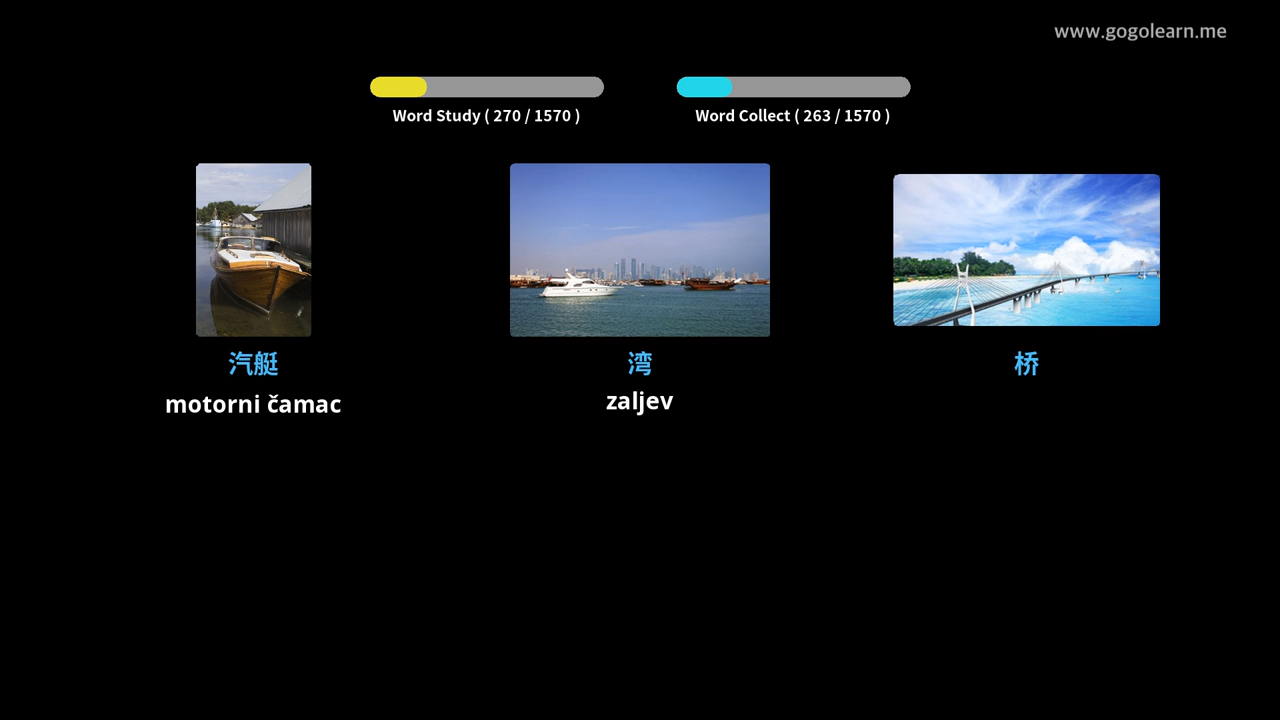 www.gogolearn.me
Word Study ( 270 / 1570 )
Word Collect ( 263 / 1570 )
汽艇
湾
桥
motorni čamac
zaljev